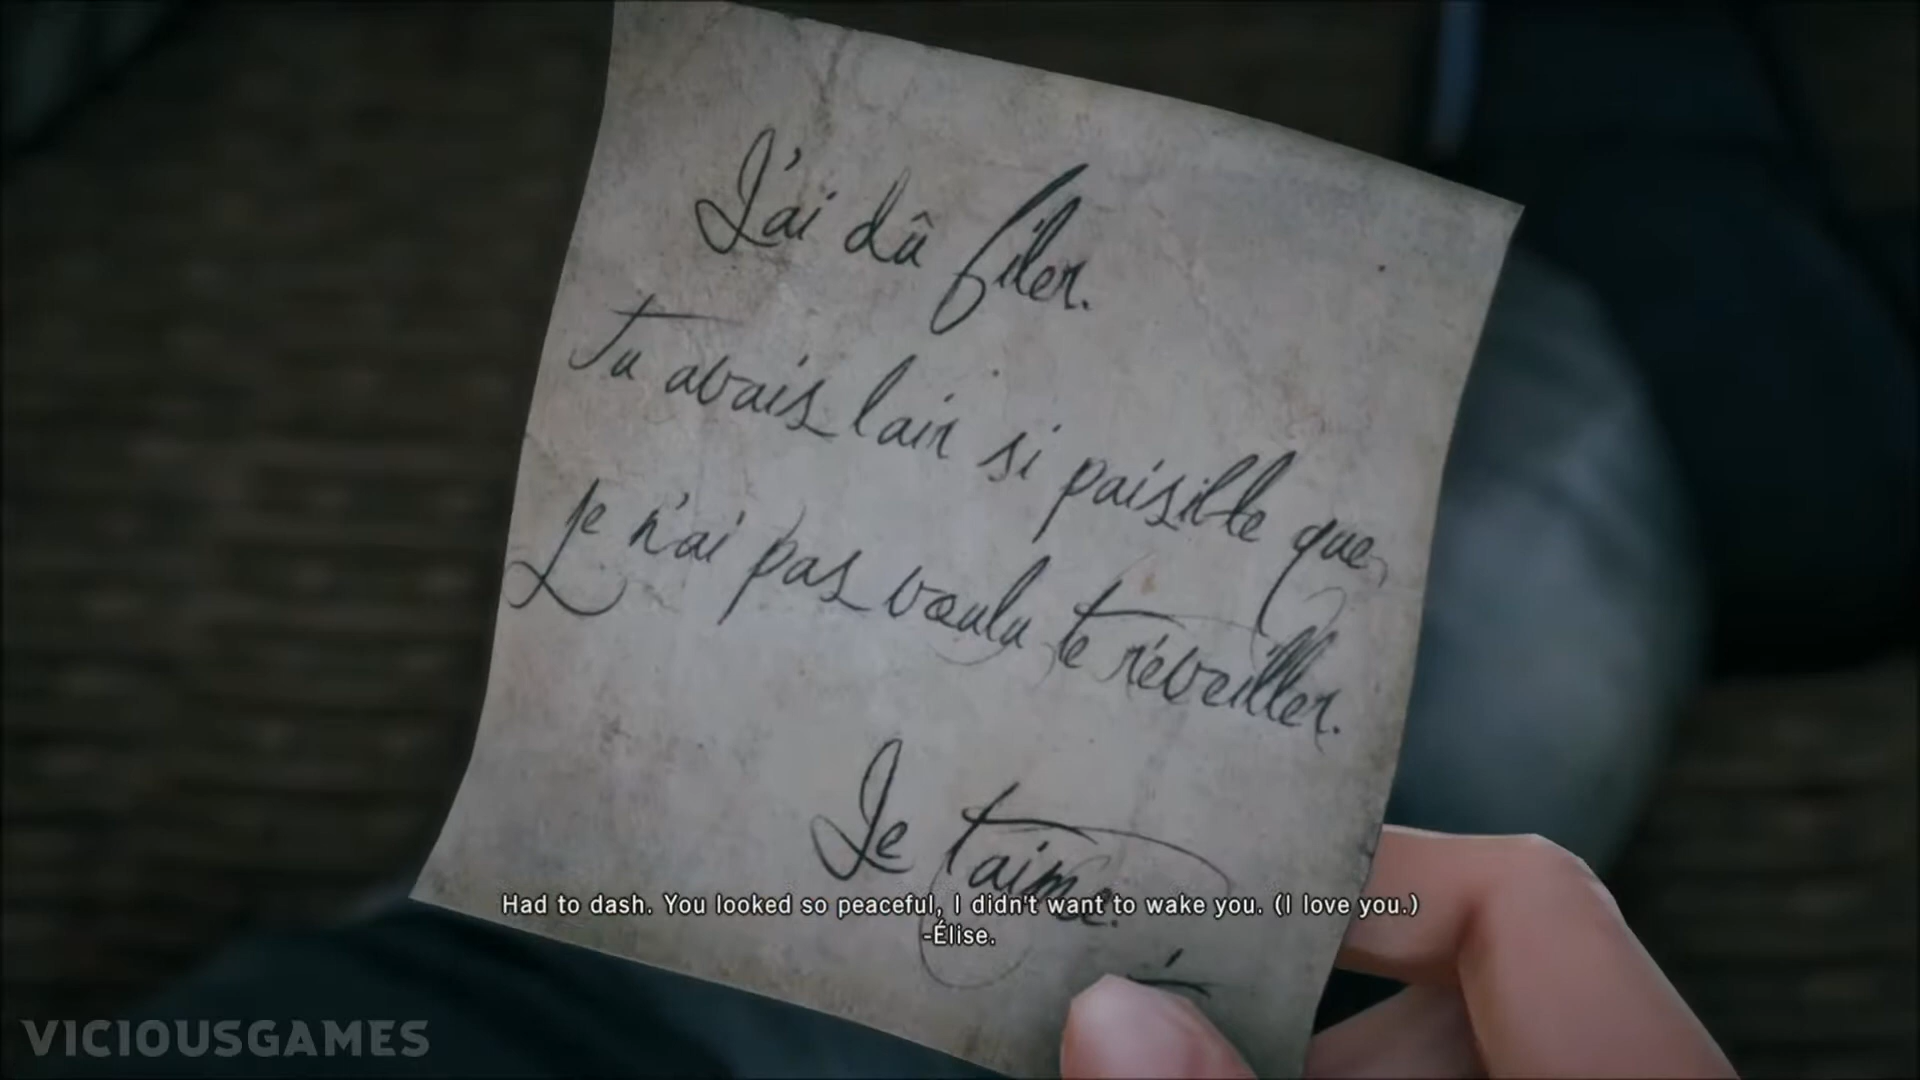 J'ai dû filer.
Tu avais l'air si paisible que
je n'ai pas voulu te réveiller.
Je t'aime.
Had to dash. You looked so peaceful, I didn't want to wake you. (I love you.)
-Élise.
VICIOUSGAMES